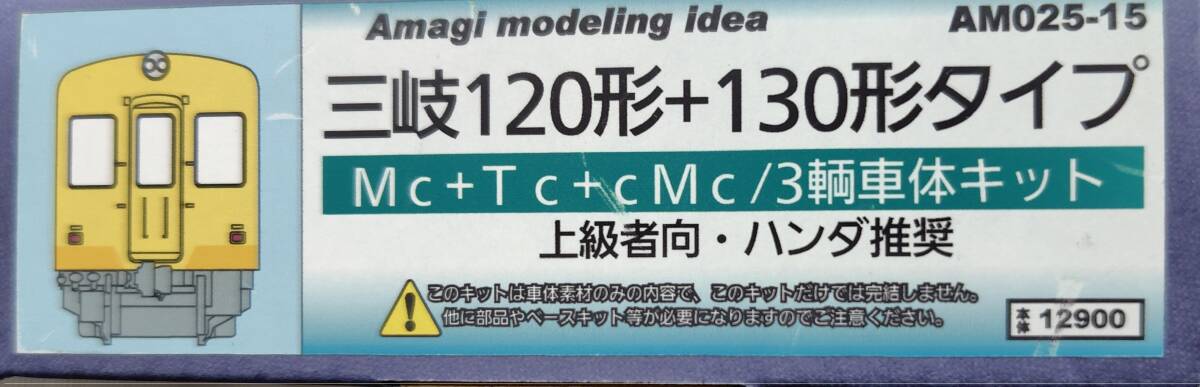 Amagi modeling idea AM025-15
三岐120形+130形タイプ
Mc+Tc+cMc/3輌車体キット
上級者向・ハンダ推奨
このキットは車体素材のみの内容で、このキットだけでは完結しません。
他に部品やベースキット等が必要になりますのでご注意ください。
本体 12900